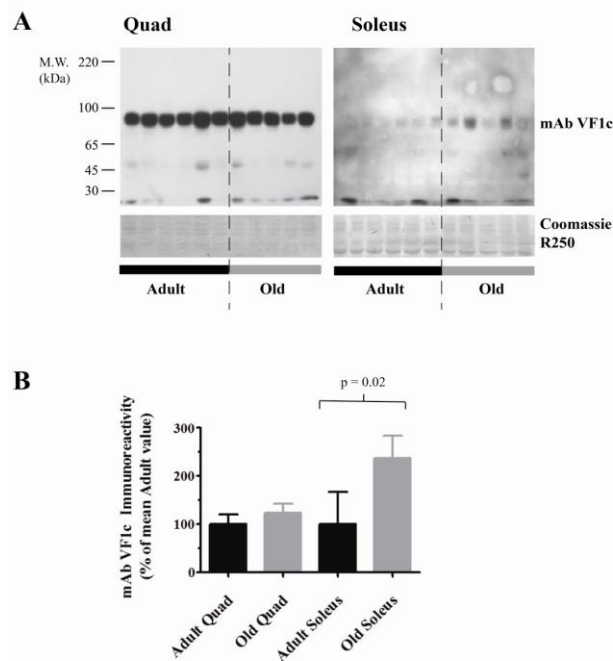 A
Quad
Soleus
M.W.
(kDa)
220
100
65
45
30
mAb VF1c
Coomassie
R250
Adult
Old
Adult
Old
B
p = 0.02
mAb VF1c Immunoreactivity
(% of mean Adult value)
300
200
100
0
Adult Quad
Old Quad
Adult Soleus
Old Soleus